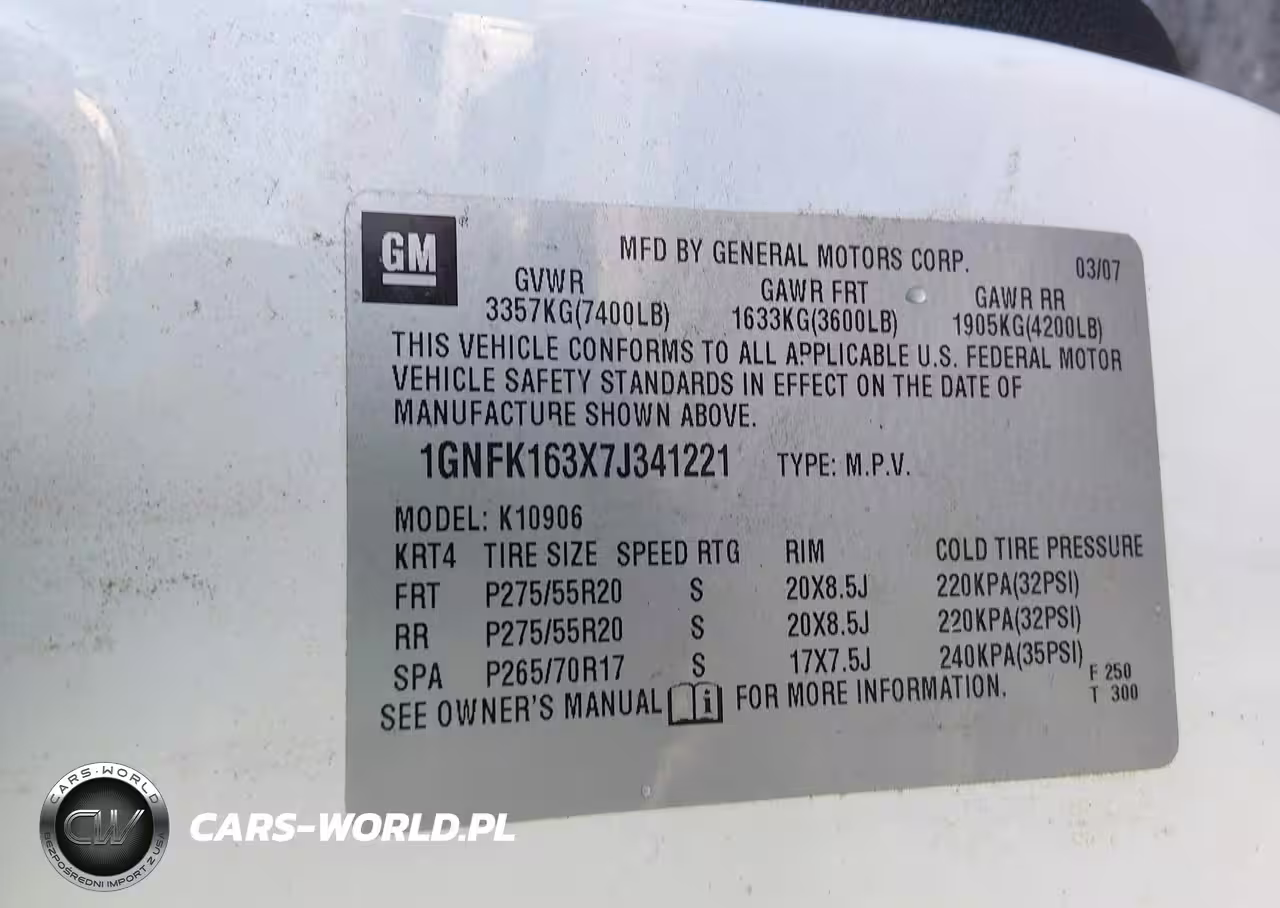 GM
MFD BY GENERAL MOTORS CORP. 03/07
GVWR GAWR FRT GAWR RR
3357KG(7400LB) 1633KG(3600LB) 1905KG(4200LB)
THIS VEHICLE CONFORMS TO ALL APPLICABLE U.S. FEDERAL MOTOR
VEHICLE SAFETY STANDARDS IN EFFECT ON THE DATE OF
MANUFACTURE SHOWN ABOVE.
1GNFK163X7J341221 TYPE: M.P.V.
MODEL: K10906
KRT4 TIRE SIZE SPEED RTG RIM COLD TIRE PRESSURE
FRT P275/55R20 S 20X8.5J 220KPA(32PSI)
RR P275/55R20 S 20X8.5J 220KPA(32PSI)
SPA P265/70R17 S 17X7.5J 240KPA(35PSI)
F 250
T 300
SEE OWNER'S MANUAL i FOR MORE INFORMATION.
CARS-WORLD
CW
BEZPOŚREDNI IMPORT Z USA
CARS-WORLD.PL